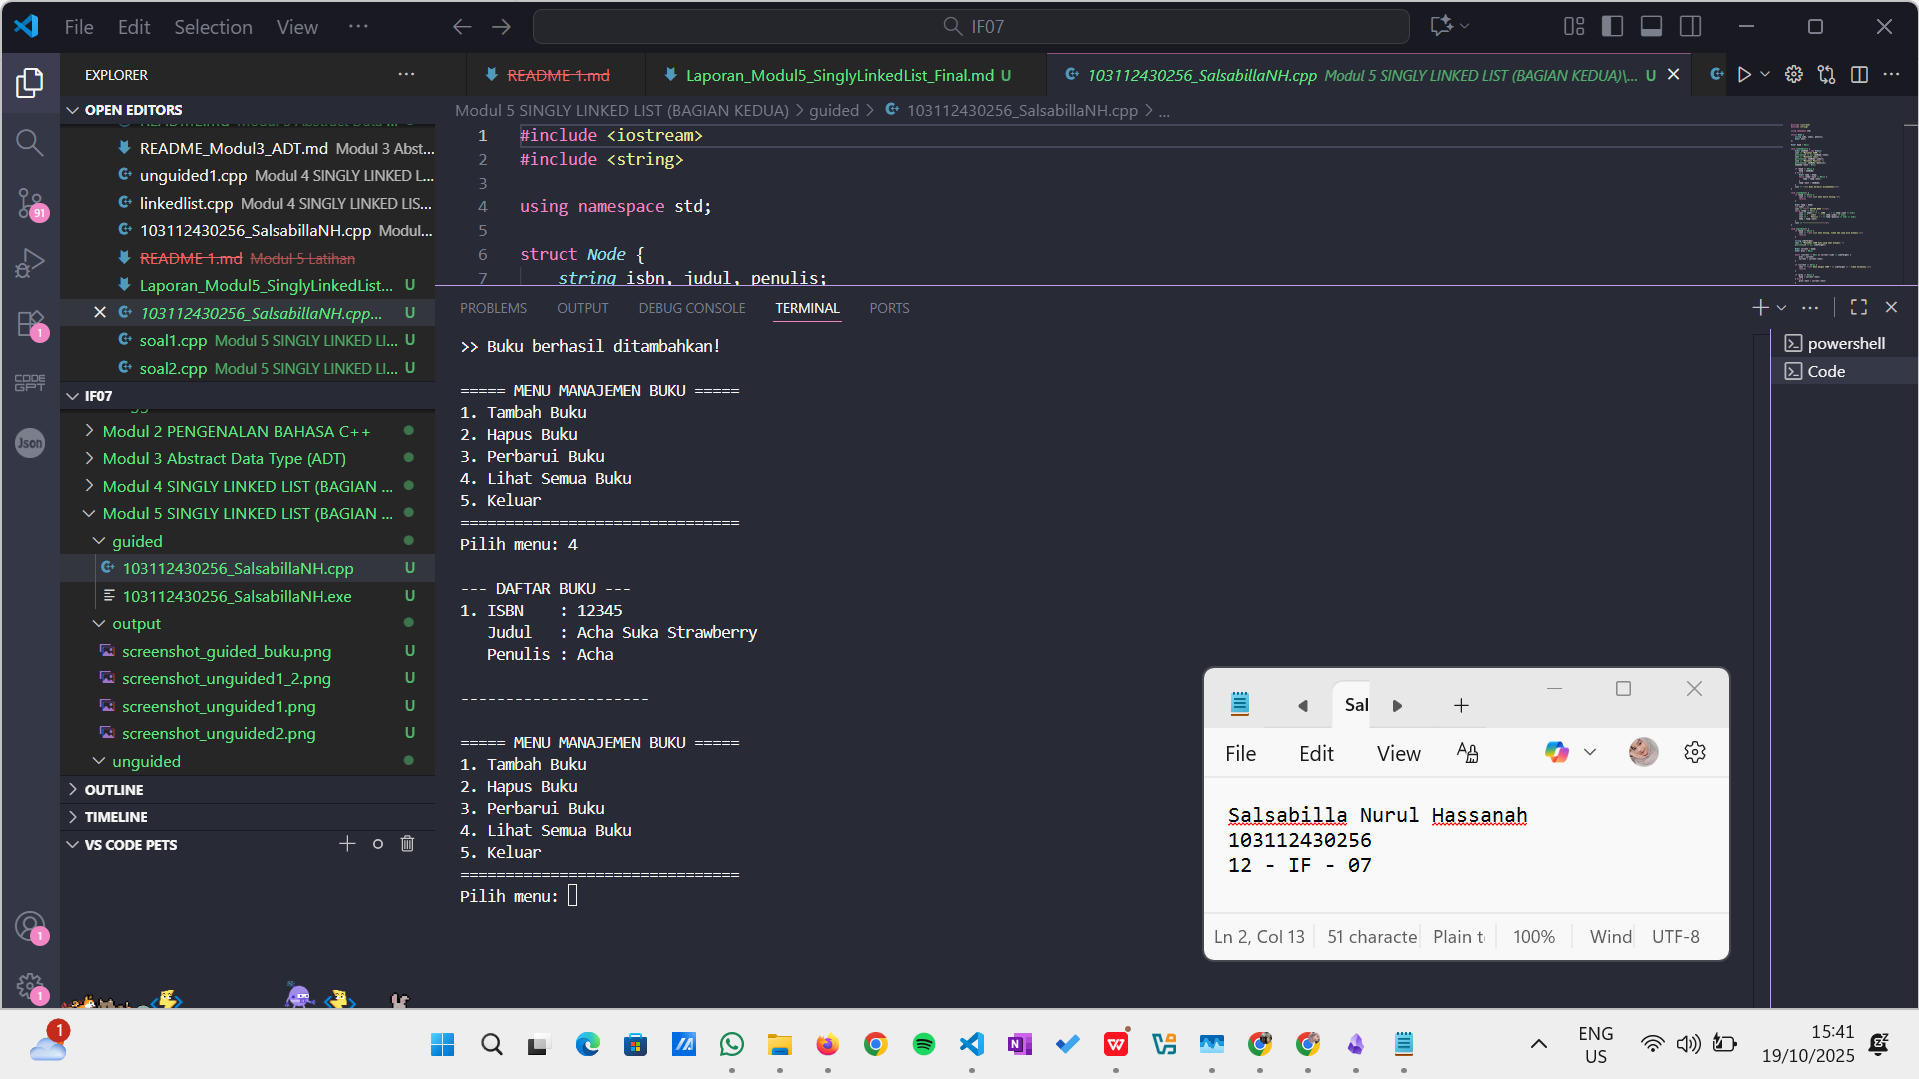 File Edit Selection View ···
IF07
EXPLORER ···
README 1.md
Laporan_Modul5_SinglyLinkedList_Final.md U
103112430256_SalsabillaNH.cpp Modul 5 SINGLY LINKED LIST (BAGIAN KEDUA)\... U
OPEN EDITORS
README_Modul3_ADT.md Modul 3 Abst...
unguided1.cpp Modul 4 SINGLY LINKED L...
linkedlist.cpp Modul 4 SINGLY LINKED LIS...
103112430256_SalsabillaNH.cpp Modul...
README 1.md Modul 5 Latihan
Laporan_Modul5_SinglyLinkedList... U
103112430256_SalsabillaNH.cpp... U
soal1.cpp Modul 5 SINGLY LINKED LI... U
soal2.cpp Modul 5 SINGLY LINKED LI... U
IF07
Modul 2 PENGENALAN BAHASA C++
Modul 3 Abstract Data Type (ADT)
Modul 4 SINGLY LINKED LIST (BAGIAN ...
Modul 5 SINGLY LINKED LIST (BAGIAN ...
guided
103112430256_SalsabillaNH.cpp U
103112430256_SalsabillaNH.exe U
output
screenshot_guided_buku.png U
screenshot_unguided1_2.png U
screenshot_unguided1.png U
screenshot_unguided2.png U
unguided
OUTLINE
TIMELINE
VS CODE PETS
91
1
CODE GPT
Json
1
1
Modul 5 SINGLY LINKED LIST (BAGIAN KEDUA) > guided > 103112430256_SalsabillaNH.cpp > ...
1 #include <iostream>
2 #include <string>
3
4 using namespace std;
5
6 struct Node {
7 string isbn, judul, penulis;
PROBLEMS OUTPUT DEBUG CONSOLE TERMINAL PORTS
powershell
Code
>> Buku berhasil ditambahkan!
===== MENU MANAJEMEN BUKU =====
1. Tambah Buku
2. Hapus Buku
3. Perbarui Buku
4. Lihat Semua Buku
5. Keluar
===============================
Pilih menu: 4
--- DAFTAR BUKU ---
1. ISBN : 12345
Judul : Acha Suka Strawberry
Penulis : Acha
---------------------
===== MENU MANAJEMEN BUKU =====
1. Tambah Buku
2. Hapus Buku
3. Perbarui Buku
4. Lihat Semua Buku
5. Keluar
===============================
Pilih menu:
Sal
File Edit View
Salsabilla Nurul Hassanah
103112430256
12 - IF - 07
Ln 2, Col 13 51 characte Plain t 100% Wind UTF-8
1
ENG
US
15:41
19/10/2025